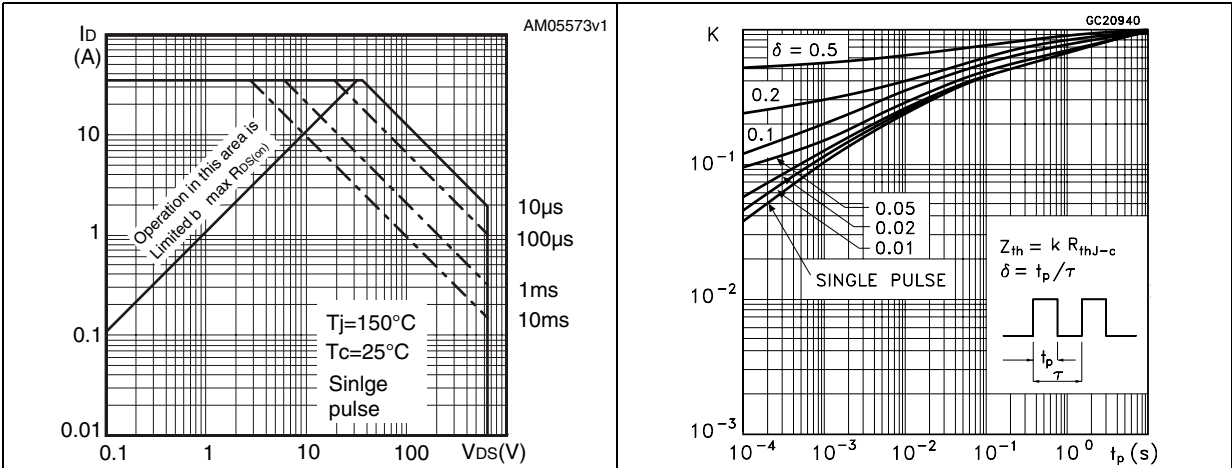 ID
(A)
AM05573v1
10
1
0.1
0.01
0.1
1
10
100
VDS(V)
Operation in this area is
Limited b max RDS(on)
10µs
100µs
1ms
10ms
Tj=150°C
Tc=25°C
Sinlge
pulse
GC20940
K
δ = 0.5
0.2
0.1
10⁻¹
10⁻²
10⁻³
0.05
0.02
0.01
SINGLE PULSE
Zth = k RthJ-c
δ = tp/τ
tp
τ
10⁻⁴
10⁻³
10⁻²
10⁻¹
10⁰
tp (s)